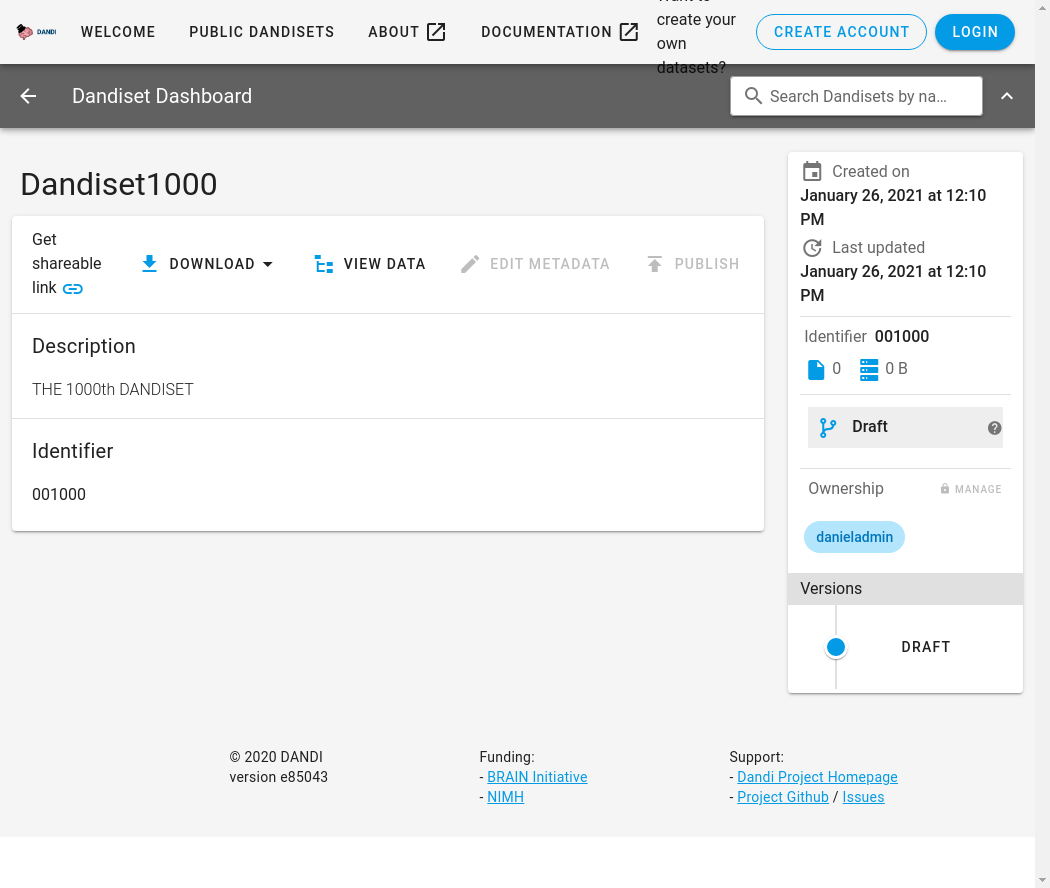 DANDI
WELCOME
PUBLIC DANDISETS
ABOUT
DOCUMENTATION
create your
own
datasets?
CREATE ACCOUNT
LOGIN
Dandiset Dashboard
Search Dandisets by na…
Dandiset1000
Get
shareable
link
DOWNLOAD
VIEW DATA
EDIT METADATA
PUBLISH
Description
THE 1000th DANDISET
Identifier
001000
Created on
January 26, 2021 at 12:10
PM
Last updated
January 26, 2021 at 12:10
PM
Identifier 001000
0
0 B
Draft
Ownership
MANAGE
danieladmin
Versions
DRAFT
© 2020 DANDI
version e85043
Funding:
- BRAIN Initiative
- NIMH
Support:
- Dandi Project Homepage
- Project Github / Issues